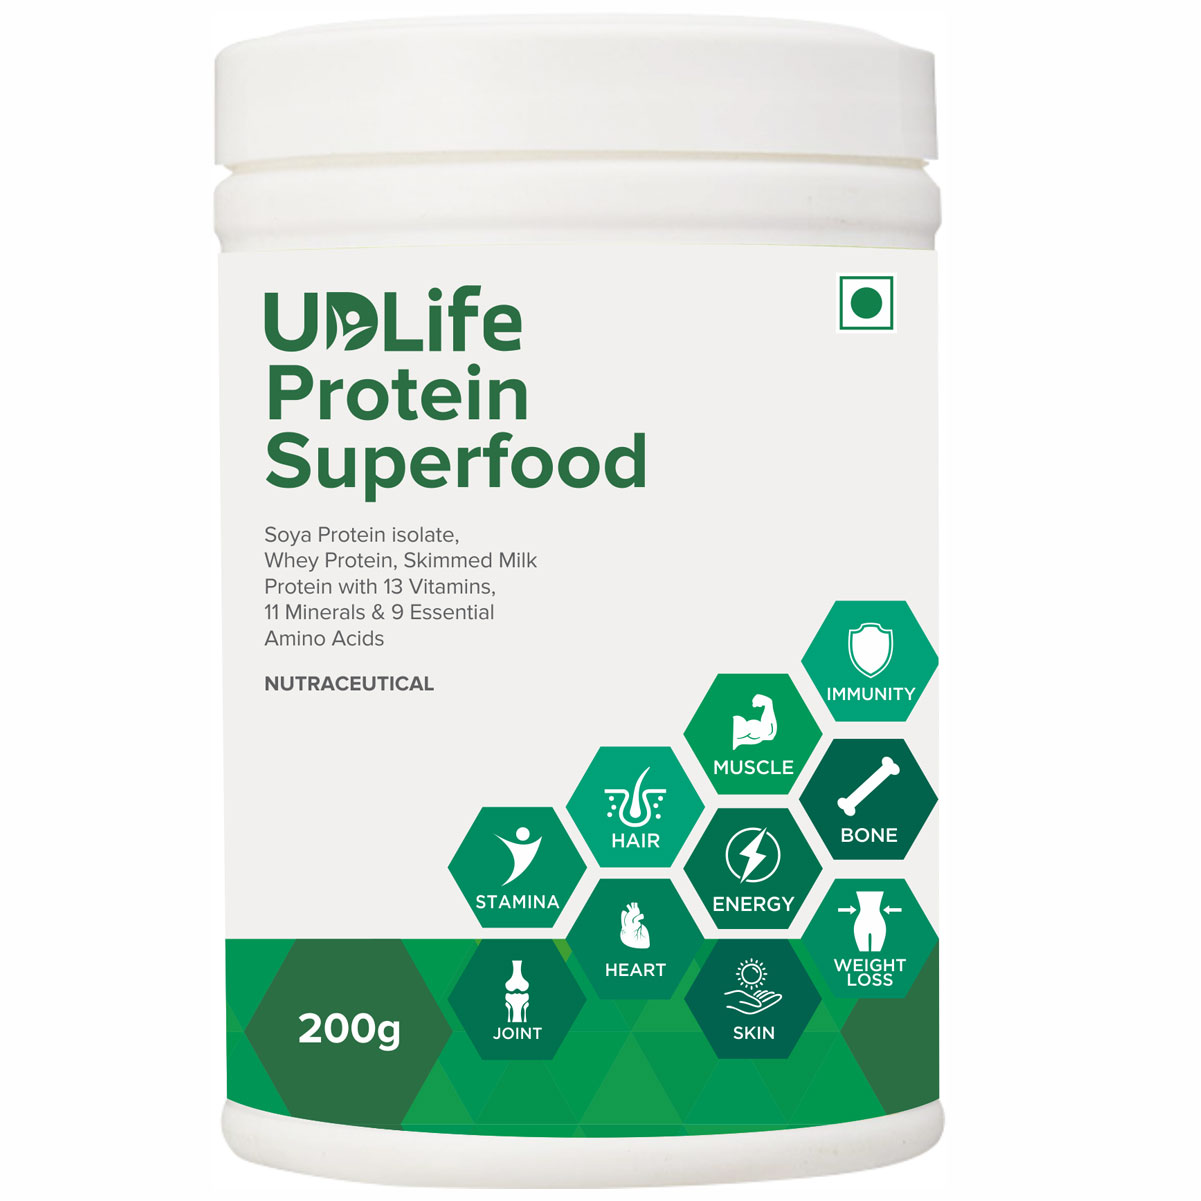 UDLife
Protein
Superfood
Soya Protein isolate,
Whey Protein, Skimmed Milk
Protein with 13 Vitamins,
11 Minerals & 9 Essential
Amino Acids
NUTRACEUTICAL
IMMUNITY
MUSCLE
BONE
HAIR
STAMINA
ENERGY
HEART
WEIGHT
LOSS
JOINT
SKIN
200g